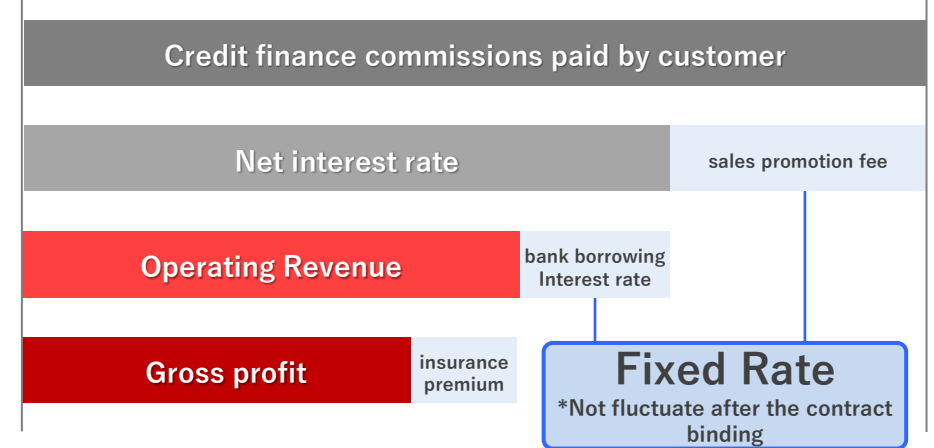 Credit finance commissions paid by customer
Net interest rate
sales promotion fee
Operating Revenue
bank borrowing
Interest rate
Gross profit
insurance
premium
Fixed Rate
*Not fluctuate after the contract
binding